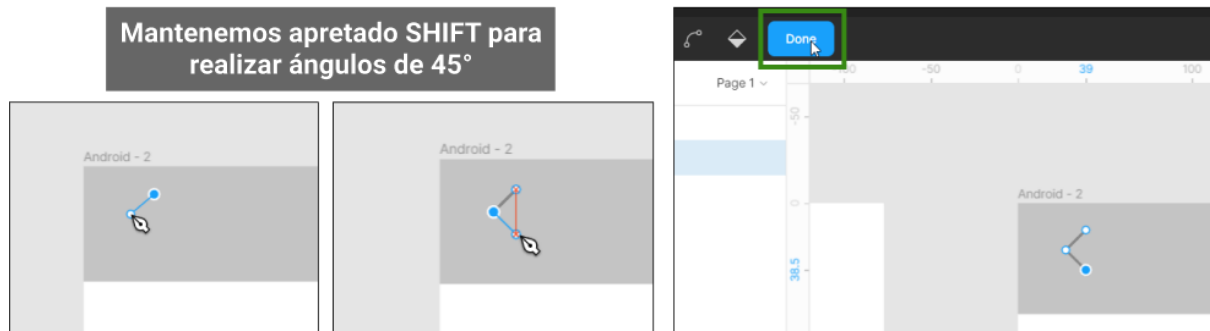 Mantenemos apretado SHIFT para
realizar ángulos de 45°
Android - 2
Android - 2
Done
Page 1
-100 -50 0 39 100
-50
0
38.5
Android - 2